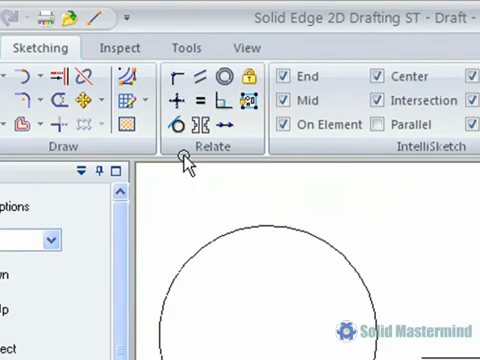 Solid Edge 2D Drafting ST - Draft -
Sketching Inspect Tools View
End Center
Mid Intersection
On Element Parallel
Draw Relate IntelliSketch
ptions
wn
p
ect
Solid Mastermind